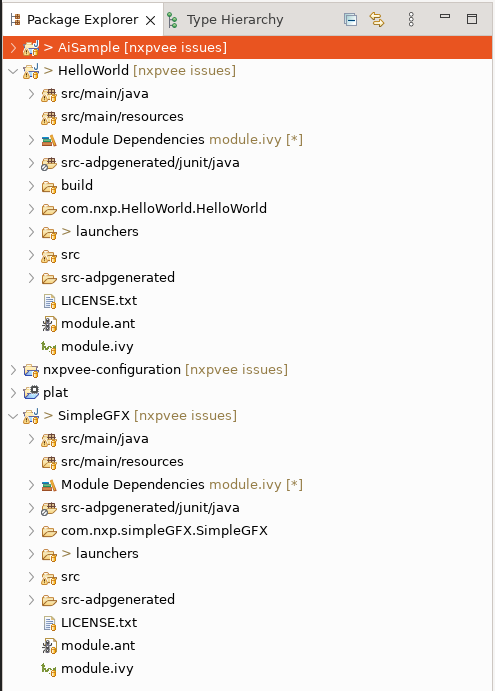 Package Explorer Type Hierarchy
> AiSample [nxpvee issues]
> HelloWorld [nxpvee issues]
src/main/java
src/main/resources
Module Dependencies module.ivy [*]
src-adpgenerated/junit/java
build
com.nxp.HelloWorld.HelloWorld
> launchers
src
src-adpgenerated
LICENSE.txt
module.ant
module.ivy
nxpvee-configuration [nxpvee issues]
plat
> SimpleGFX [nxpvee issues]
src/main/java
src/main/resources
Module Dependencies module.ivy [*]
src-adpgenerated/junit/java
com.nxp.simpleGFX.SimpleGFX
> launchers
src
src-adpgenerated
LICENSE.txt
module.ant
module.ivy